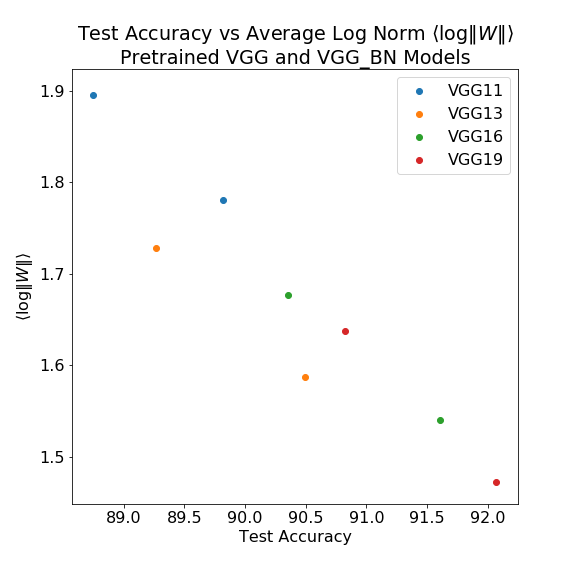 Test Accuracy vs Average Log Norm ⟨log‖W‖⟩
Pretrained VGG and VGG_BN Models
VGG11
VGG13
VGG16
VGG19
1.9
1.8
1.7
1.6
1.5
⟨log‖W‖⟩
89.0 89.5 90.0 90.5 91.0 91.5 92.0
Test Accuracy